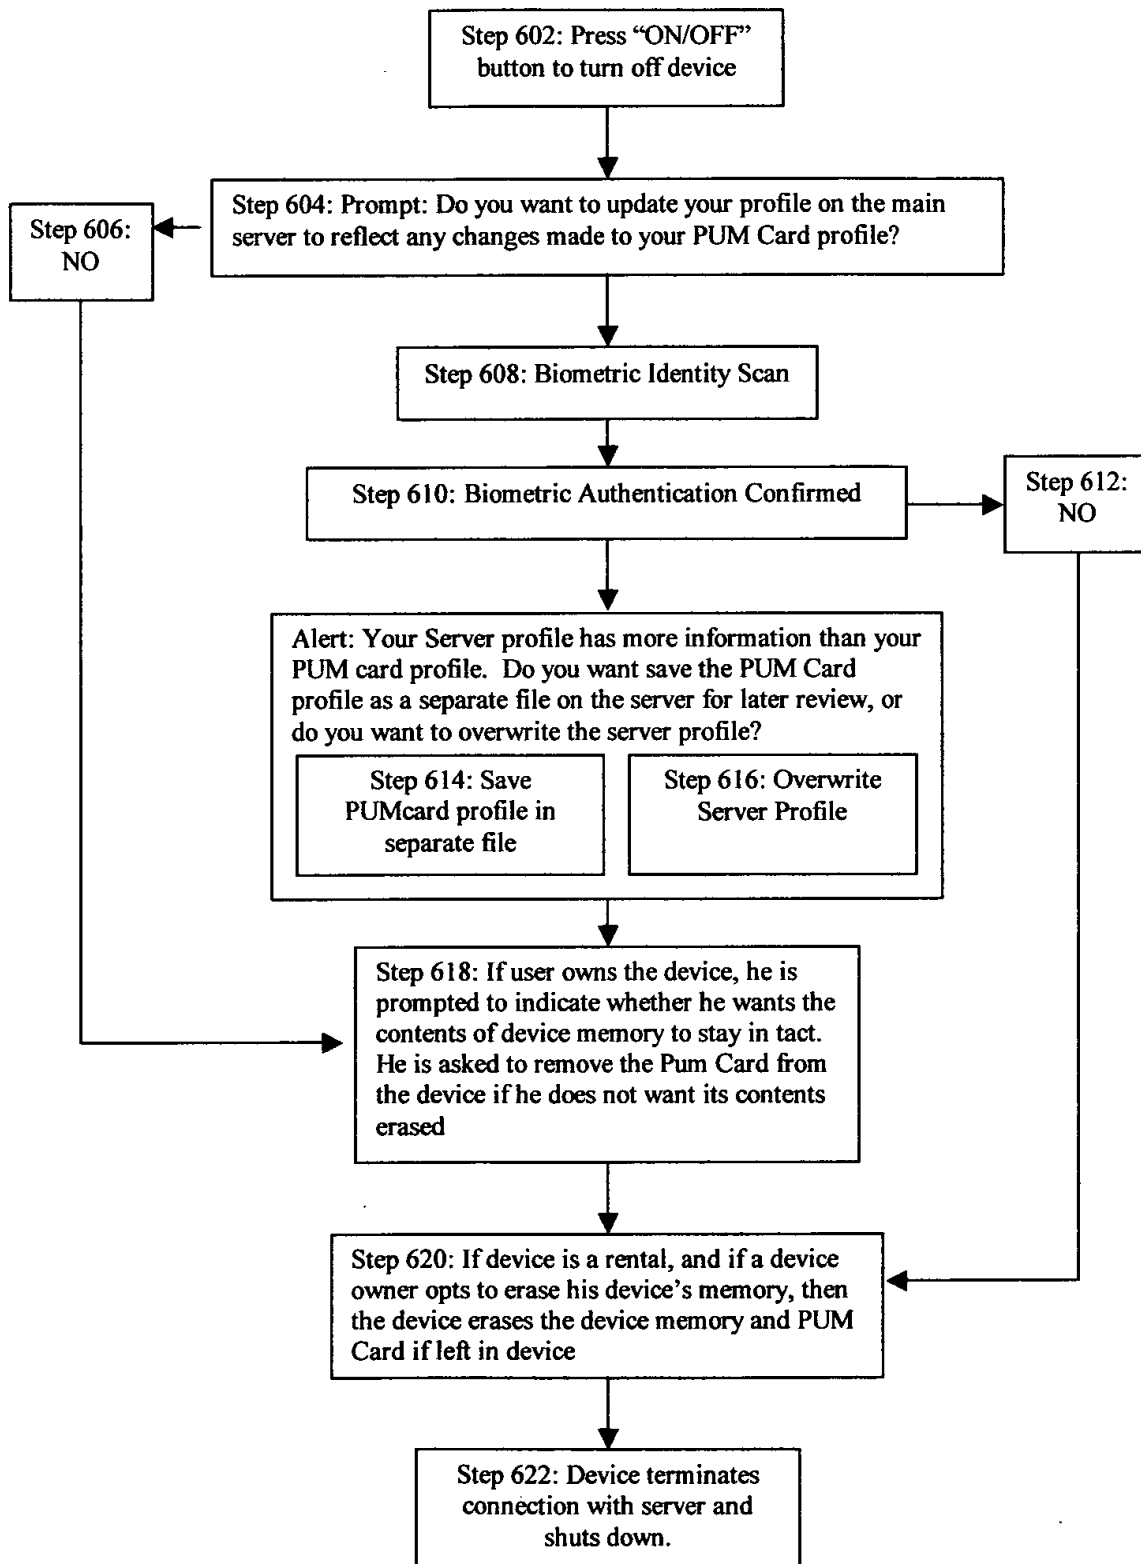 Step 602: Press “ON/OFF”
button to turn off device
Step 604: Prompt: Do you want to update your profile on the main
server to reflect any changes made to your PUM Card profile?
Step 606:
NO
Step 608: Biometric Identity Scan
Step 610: Biometric Authentication Confirmed
Step 612:
NO
Alert: Your Server profile has more information than your
PUM card profile. Do you want save the PUM Card
profile as a separate file on the server for later review, or
do you want to overwrite the server profile?
Step 614: Save
PUMcard profile in
separate file
Step 616: Overwrite
Server Profile
Step 618: If user owns the device, he is
prompted to indicate whether he wants the
contents of device memory to stay in tact.
He is asked to remove the Pum Card from
the device if he does not want its contents
erased
Step 620: If device is a rental, and if a device
owner opts to erase his device’s memory, then
the device erases the device memory and PUM
Card if left in device
Step 622: Device terminates
connection with server and
shuts down.